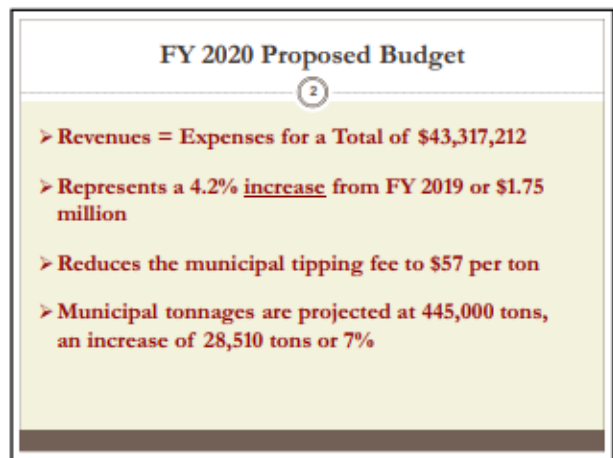 FY 2020 Proposed Budget
2
➢ Revenues = Expenses for a Total of $43,317,212
➢ Represents a 4.2% increase from FY 2019 or $1.75
million
➢ Reduces the municipal tipping fee to $57 per ton
➢ Municipal tonnages are projected at 445,000 tons,
an increase of 28,510 tons or 7%